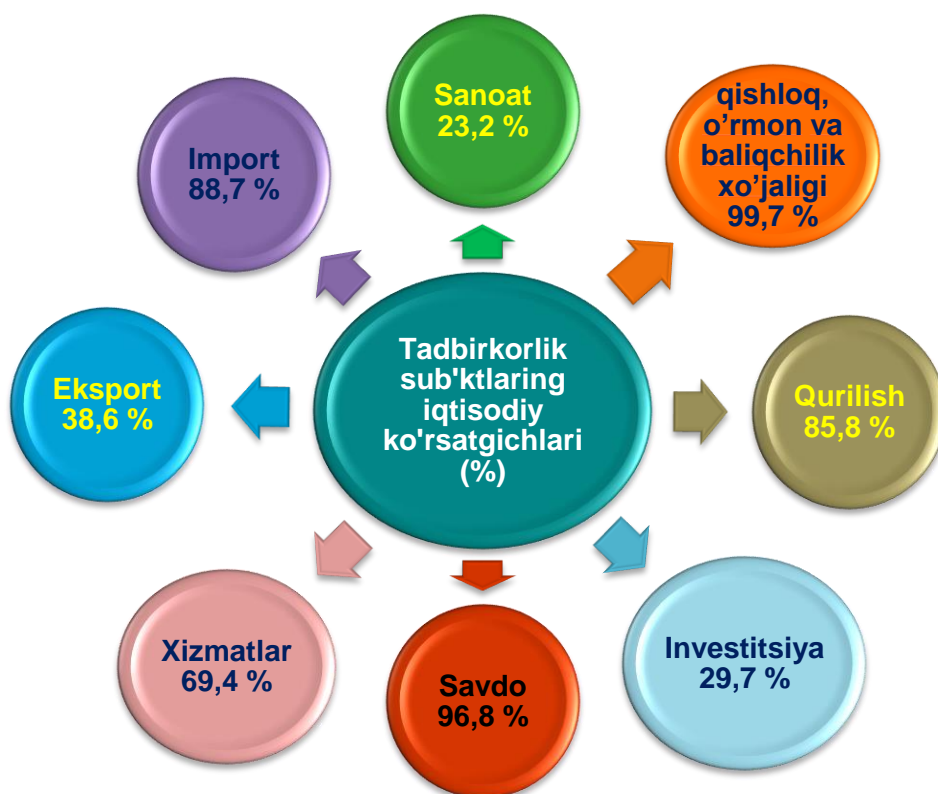 Sanoat
23,2 %
qishloq,
o’rmon va
baliqchilik
xo’jaligi
99,7 %
Import
88,7 %
Tadbirkorlik
sub'ktlaring
iqtisodiy
ko'rsatgichlari
(%)
Eksport
38,6 %
Qurilish
85,8 %
Xizmatlar
69,4 %
Savdo
96,8 %
Investitsiya
29,7 %